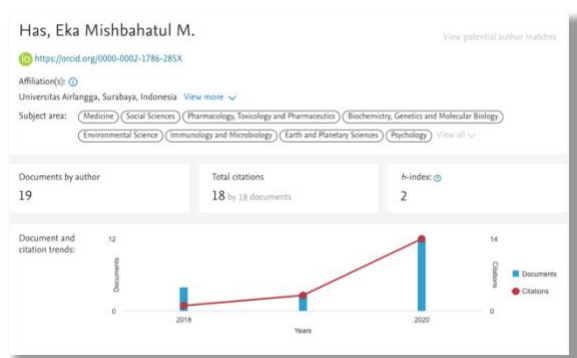 Has, Eka Mishbahatul M.
View potential author matches
iD https://orcid.org/0000-0002-1786-285X
Affiliation(s):
Universitas Airlangga, Surabaya, Indonesia View more
Subject area: Medicine Social Sciences Pharmacology, Toxicology and Pharmaceutics Biochemistry, Genetics and Molecular Biology
Environmental Science Immunology and Microbiology Earth and Planetary Sciences Psychology View all
Documents by author
19
Total citations
18 by 18 documents
h-index:
2
Document and citation trends:
12
0
Documents
2018
2020
Years
14
0
Citations
Documents
Citations